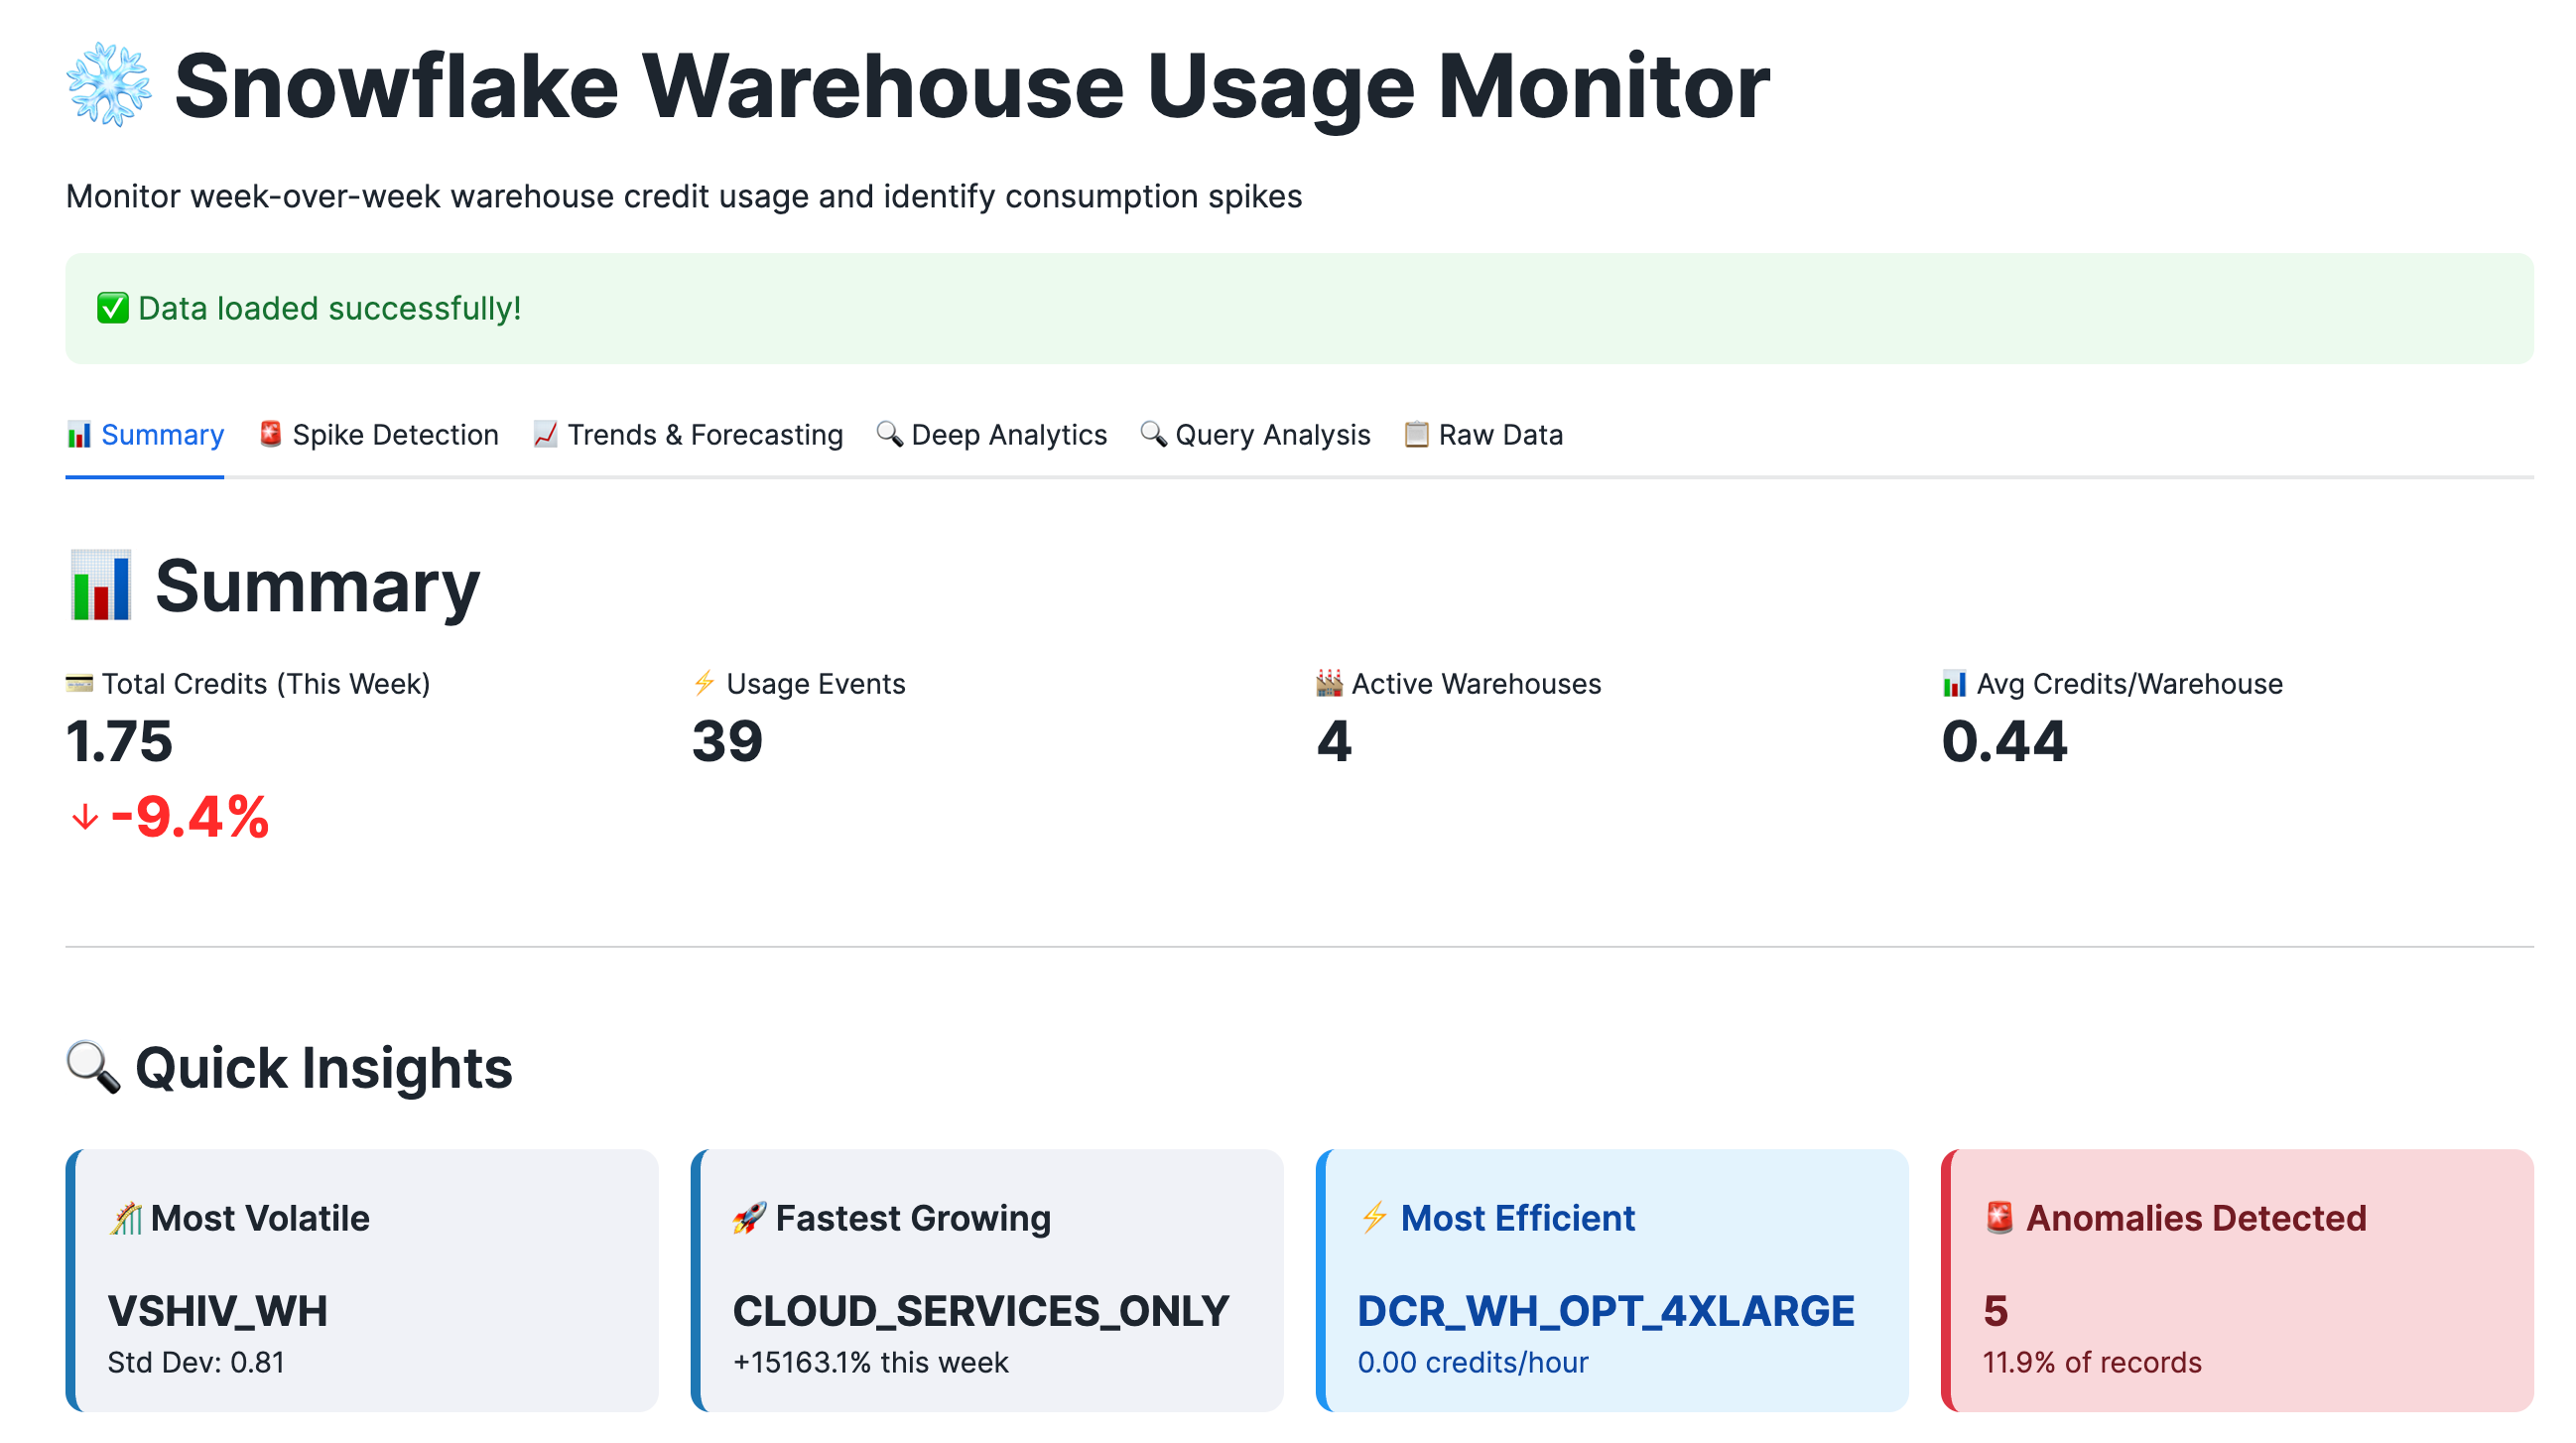 Snowflake Warehouse Usage Monitor
Monitor week-over-week warehouse credit usage and identify consumption spikes
✅ Data loaded successfully!
📊 Summary 🚨 Spike Detection 📈 Trends & Forecasting 🔍 Deep Analytics 🔍 Query Analysis 📋 Raw Data
📊 Summary
💳 Total Credits (This Week)
1.75
↓ -9.4%
⚡ Usage Events
39
🏭 Active Warehouses
4
📊 Avg Credits/Warehouse
0.44
🔍 Quick Insights
🎢 Most Volatile
VSHIV_WH
Std Dev: 0.81
🚀 Fastest Growing
CLOUD_SERVICES_ONLY
+15163.1% this week
⚡ Most Efficient
DCR_WH_OPT_4XLARGE
0.00 credits/hour
🚨 Anomalies Detected
5
11.9% of records